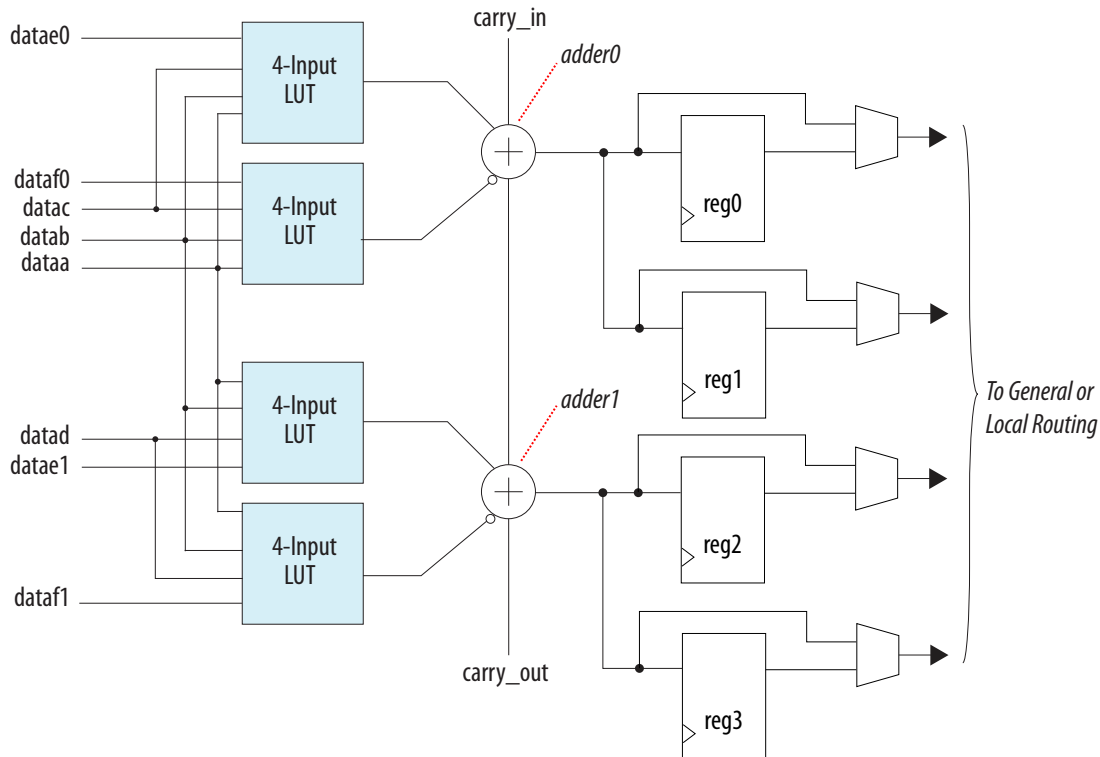 carry_in
datae0
4-Input
LUT
adder0
dataf0
datac
datab
dataa
4-Input
LUT
reg0
reg1
To General or
Local Routing
4-Input
LUT
adder1
datad
datae1
4-Input
LUT
reg2
dataf1
carry_out
reg3